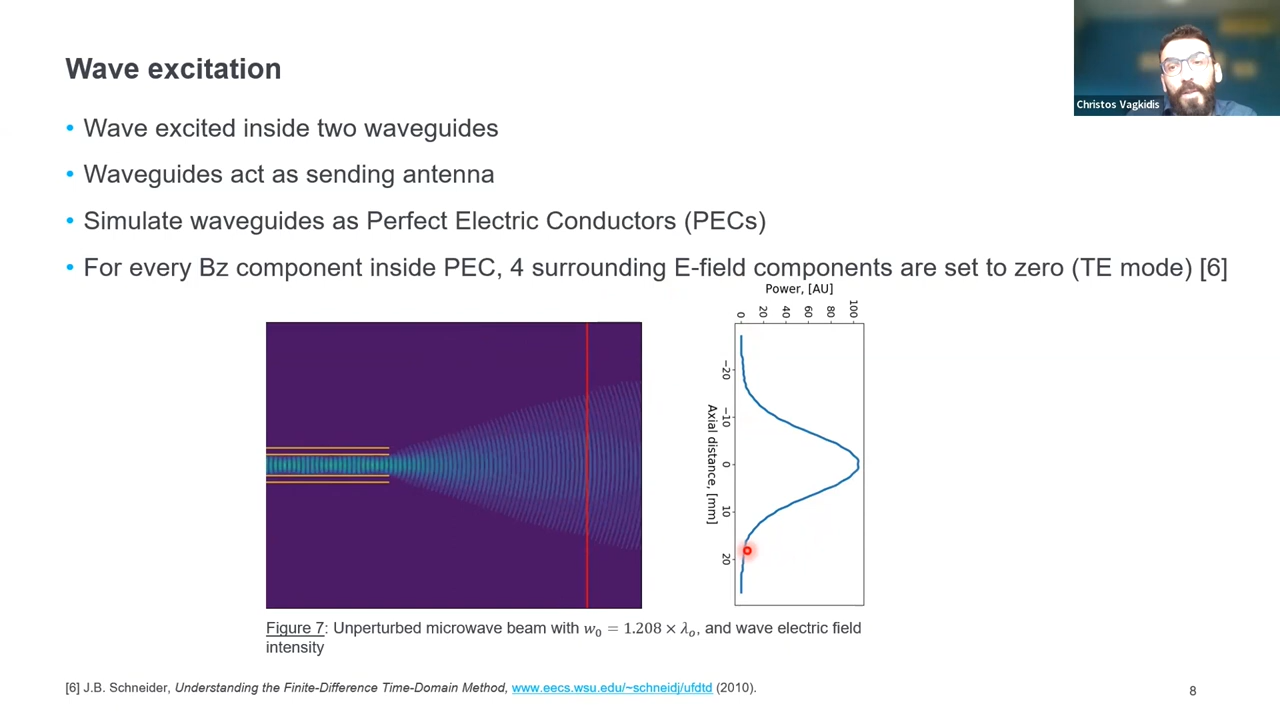 Wave excitation
Christos Vagkidis
• Wave excited inside two waveguides
• Waveguides act as sending antenna
• Simulate waveguides as Perfect Electric Conductors (PECs)
• For every Bz component inside PEC, 4 surrounding E-field components are set to zero (TE mode) [6]
Power, [AU]
0 20 40 60 80 100
−20
−10
0
10
20
Axial distance, [mm]
Figure 7: Unperturbed microwave beam with w₀ = 1.208 × λₒ, and wave electric field
intensity
[6] J.B. Schneider, Understanding the Finite-Difference Time-Domain Method, www.eecs.wsu.edu/~schneidj/ufdtd (2010).
8